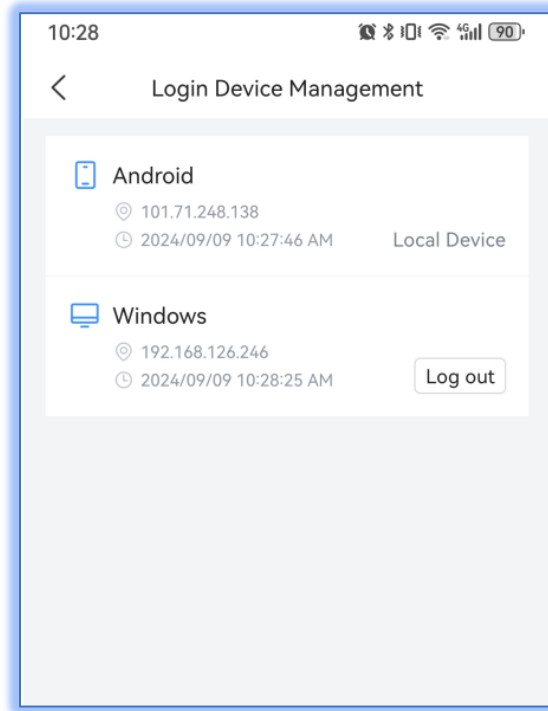 10:28 4G 90
Login Device Management
Android
101.71.248.138
2024/09/09 10:27:46 AM Local Device
Windows
192.168.126.246
2024/09/09 10:28:25 AM Log out